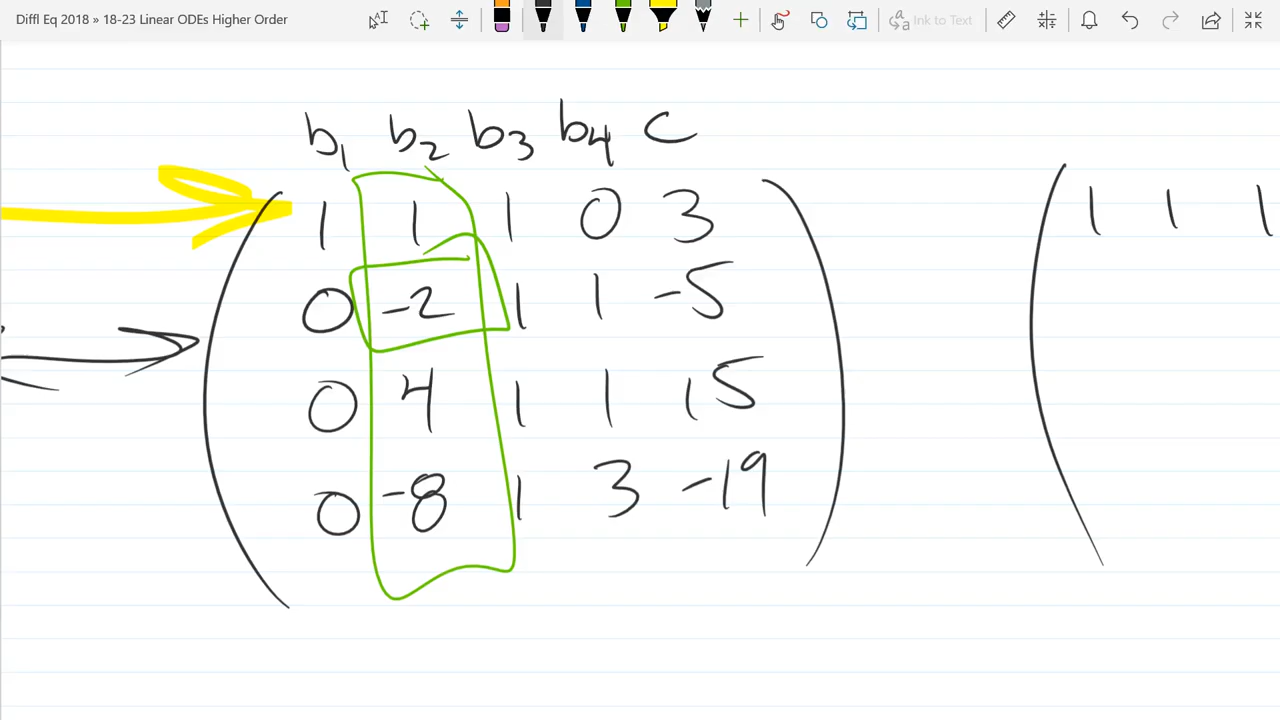 Diffl Eq 2018 » 18-23 Linear ODEs Higher Order Ink to Text
b₁ b₂ b₃ b₄ C
1 1 1 0 3 1 1 1
0 -2 1 1 -5
0 4 1 1 15
0 -8 1 3 -19